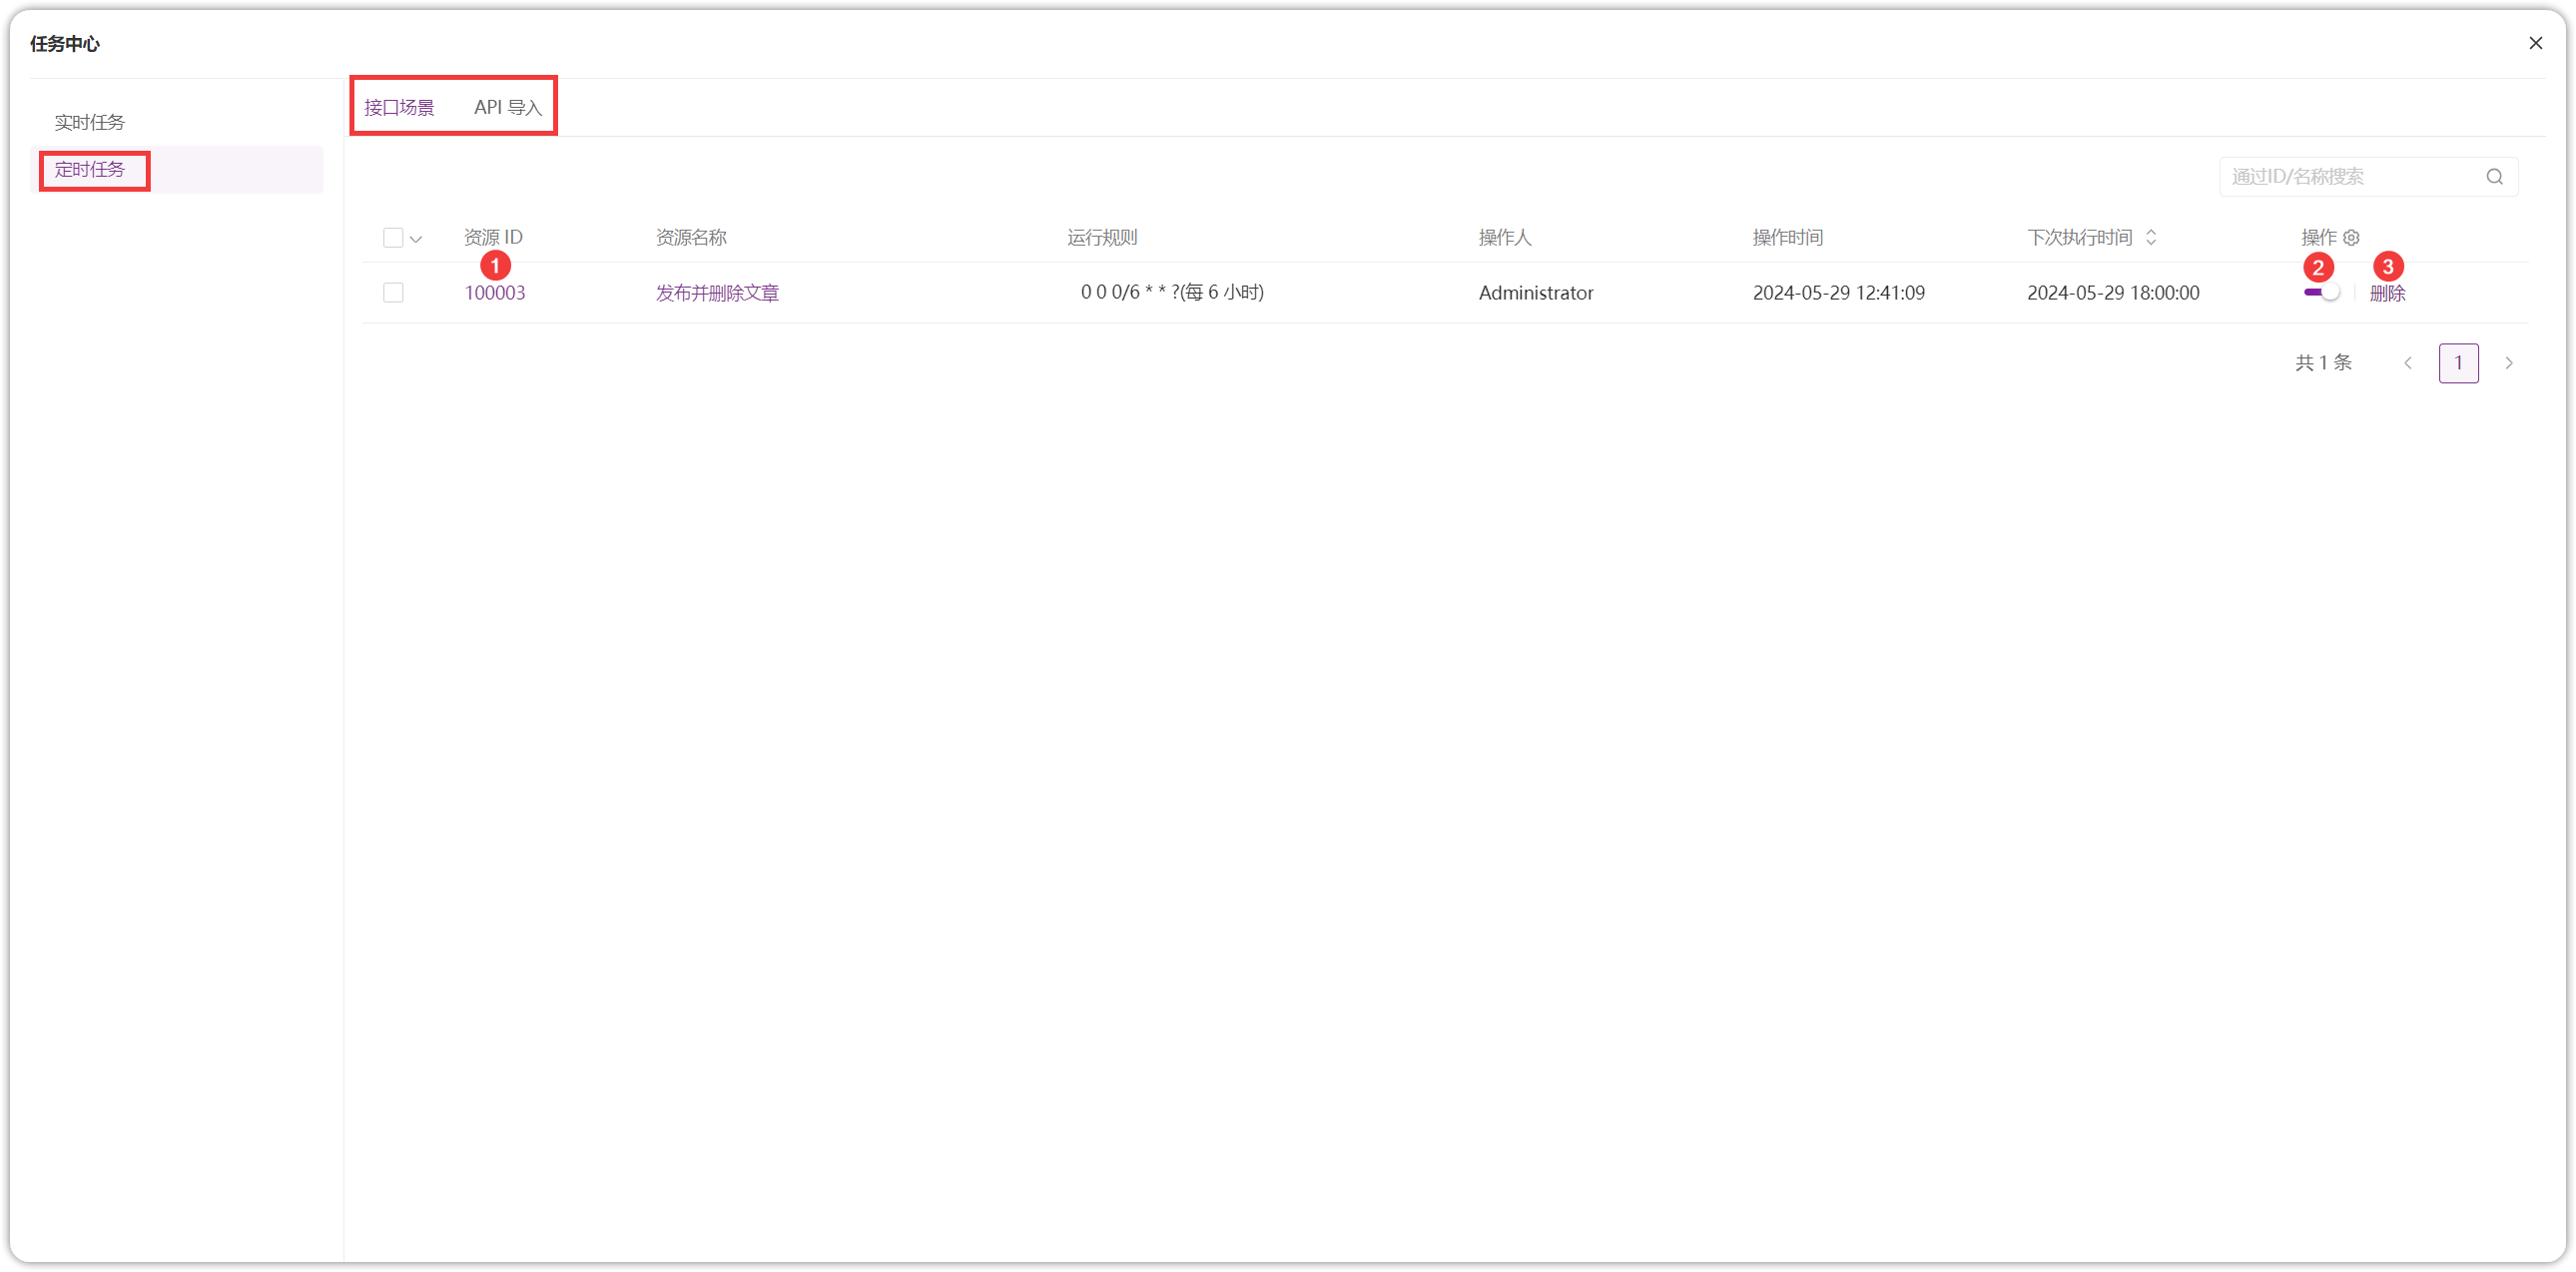 任务中心
实时任务
定时任务
接口场景 API 导入
通过ID/名称搜索
资源 ID 资源名称 运行规则 操作人 操作时间 下次执行时间 操作
1 2 3
100003 发布并删除文章 0 0 0/6 * * ?(每 6 小时) Administrator 2024-05-29 12:41:09 2024-05-29 18:00:00 删除
共 1 条 1